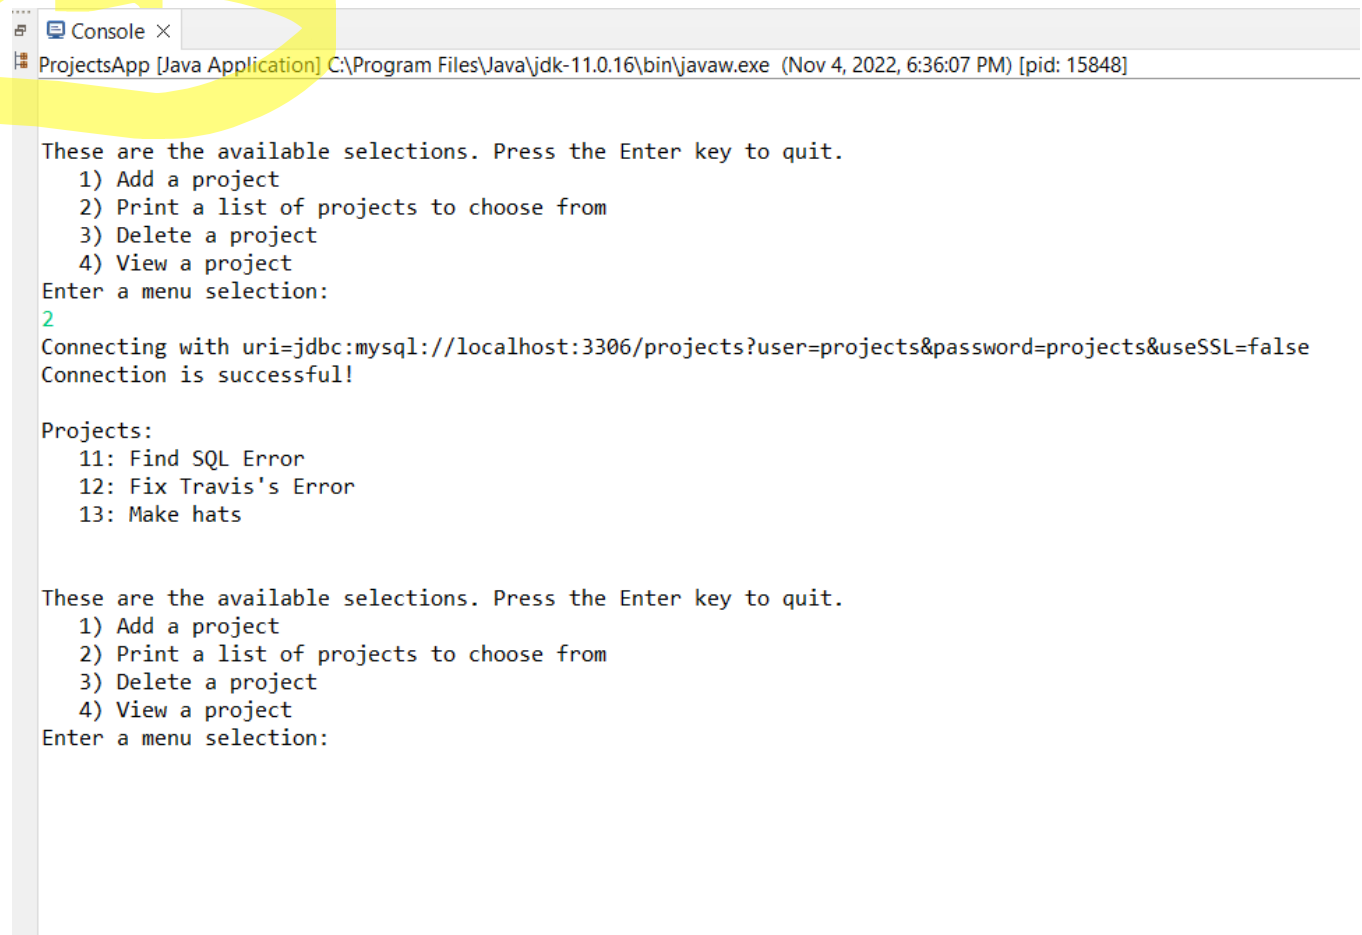 Console
ProjectsApp [Java Application] C:\Program Files\Java\jdk-11.0.16\bin\javaw.exe (Nov 4, 2022, 6:36:07 PM) [pid: 15848]
These are the available selections. Press the Enter key to quit.
   1) Add a project
   2) Print a list of projects to choose from
   3) Delete a project
   4) View a project
Enter a menu selection:
2
Connecting with uri=jdbc:mysql://localhost:3306/projects?user=projects&password=projects&useSSL=false
Connection is successful!
Projects:
   11: Find SQL Error
   12: Fix Travis's Error
   13: Make hats
These are the available selections. Press the Enter key to quit.
   1) Add a project
   2) Print a list of projects to choose from
   3) Delete a project
   4) View a project
Enter a menu selection: